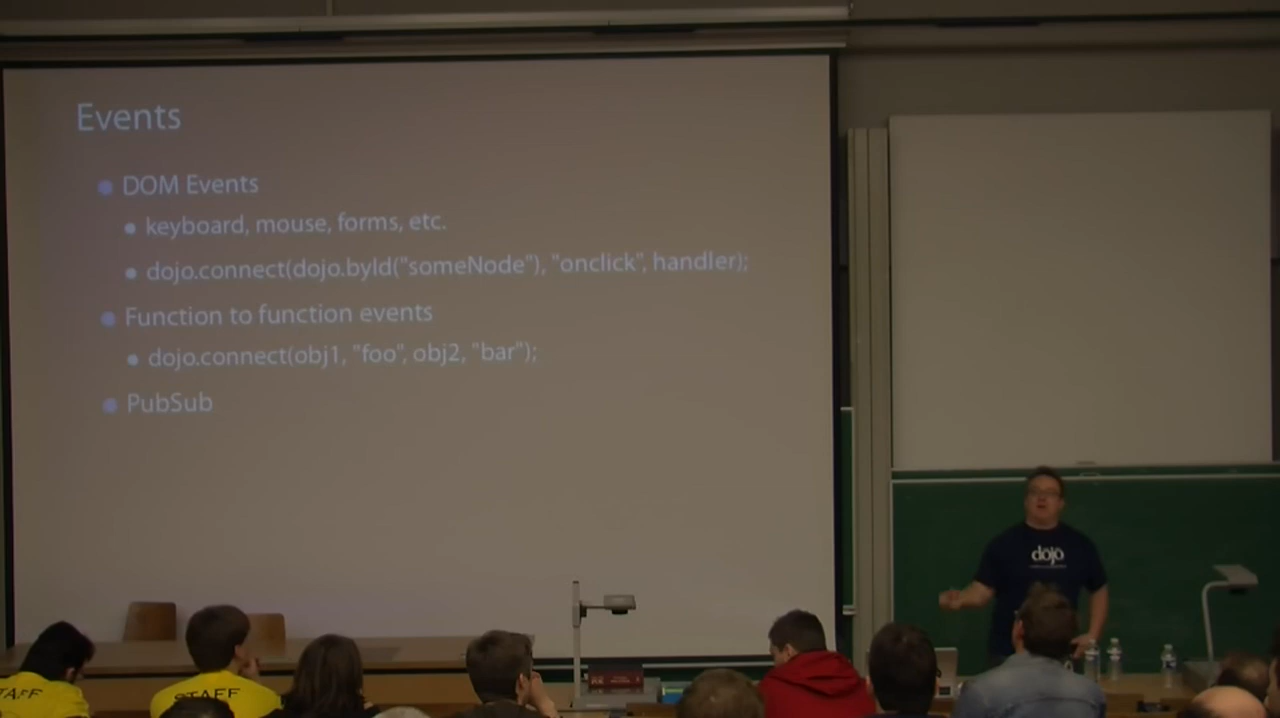 Events
DOM Events
keyboard, mouse, forms, etc.
dojo.connect(dojo.byId("someNode"), "onclick", handler);
Function to function events
dojo.connect(obj1, "foo", obj2, "bar");
PubSub
dojo
STAFF
STAFF